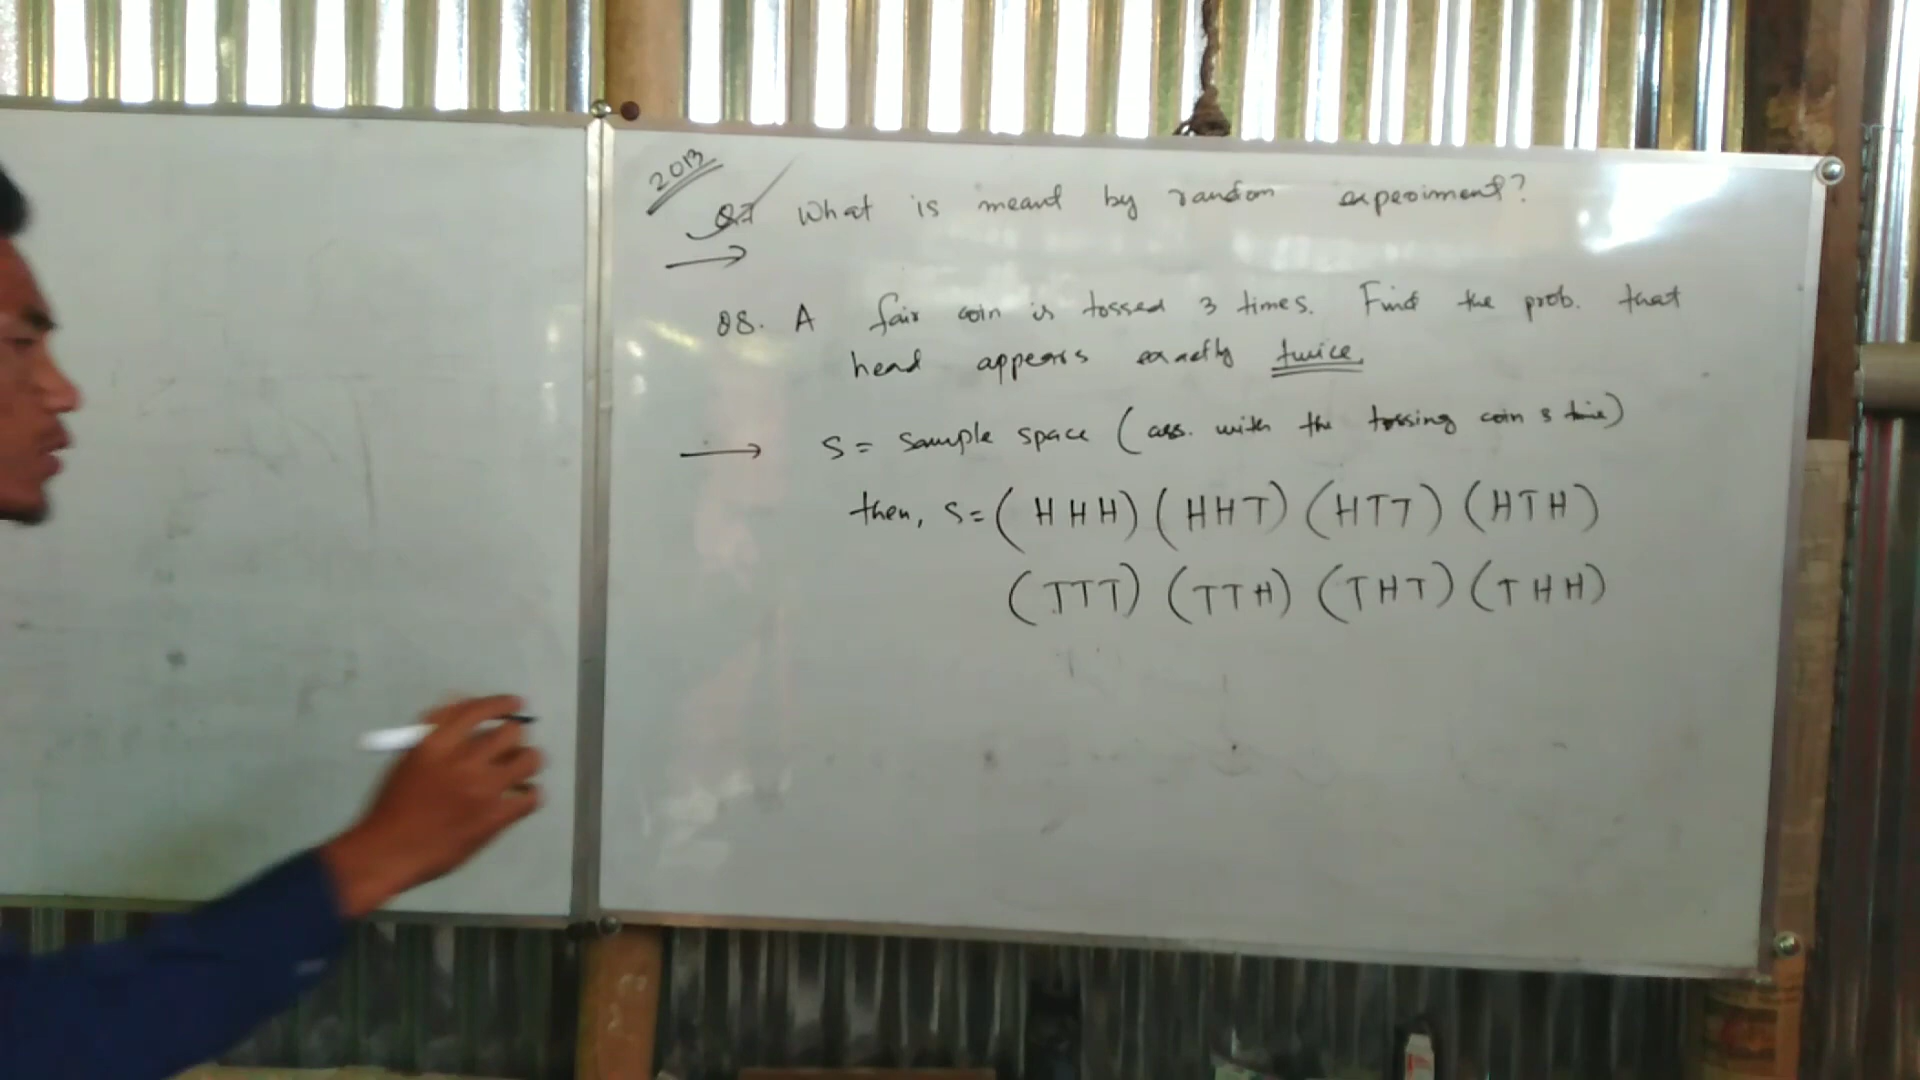 2013
Q7 What is meant by random experiment?
Q8. A fair coin is tossed 3 times. Find the prob. that
head appears exactly twice.
S = Sample space (ass. with the tossing coin 3 time)
then, S = (HHH) (HHT) (HTT) (HTH)
(TTT) (TTH) (THT) (THH)